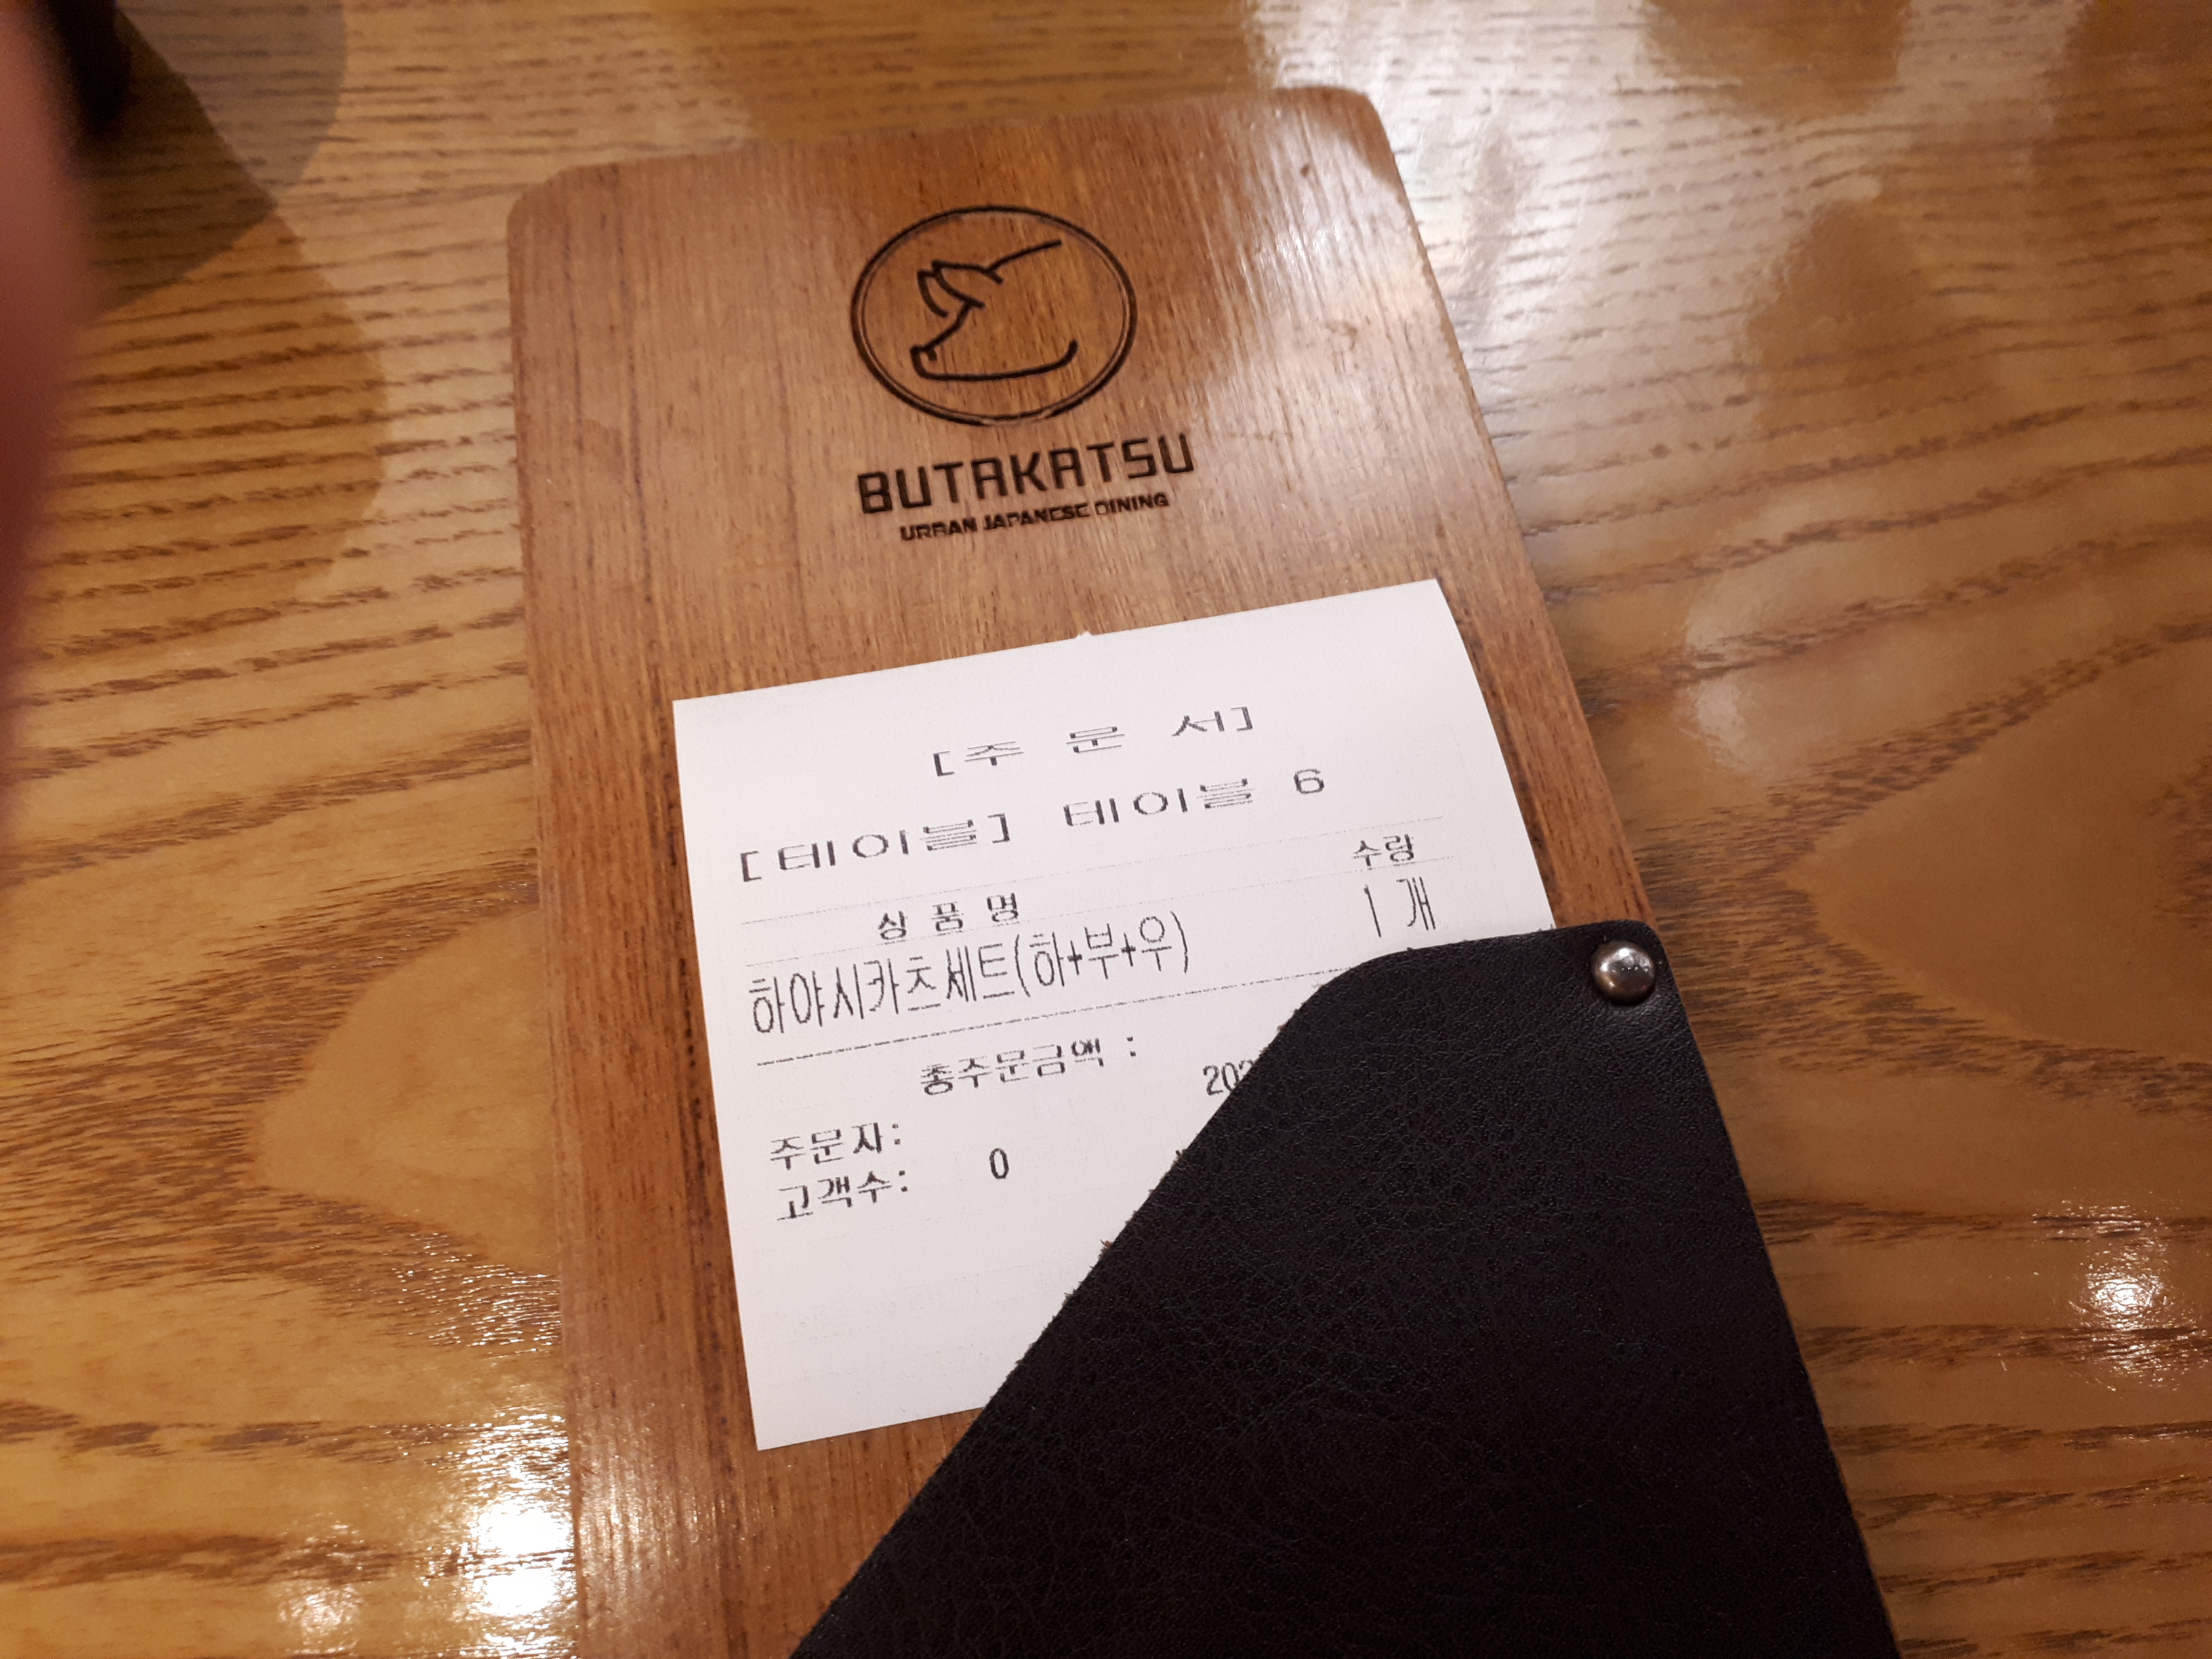 BUTAKATSU
URBAN JAPANESE DINING
[주 문 서]
[테이블] 테이블 6
상 품 명 수량
하야시카츠세트(하+부+우) 1 개
총주문금액 :
202
주문자:
고객수: 0